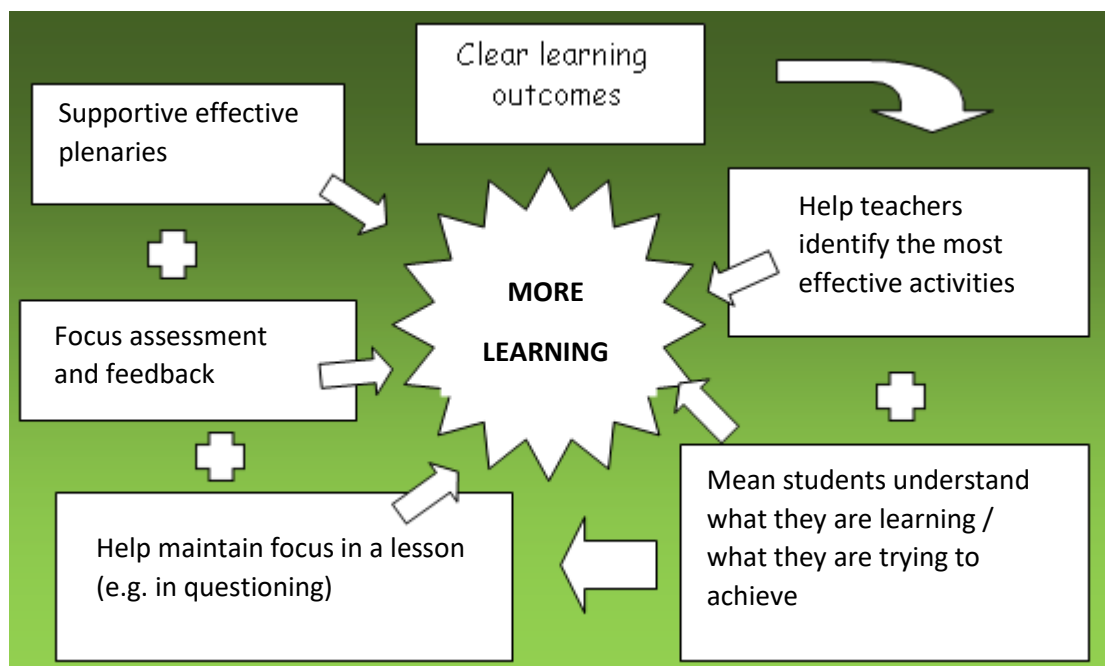 Clear learning
outcomes
Supportive effective
plenaries
Help teachers
identify the most
effective activities
MORE
LEARNING
Focus assessment
and feedback
Mean students understand
what they are learning /
what they are trying to
achieve
Help maintain focus in a lesson
(e.g. in questioning)